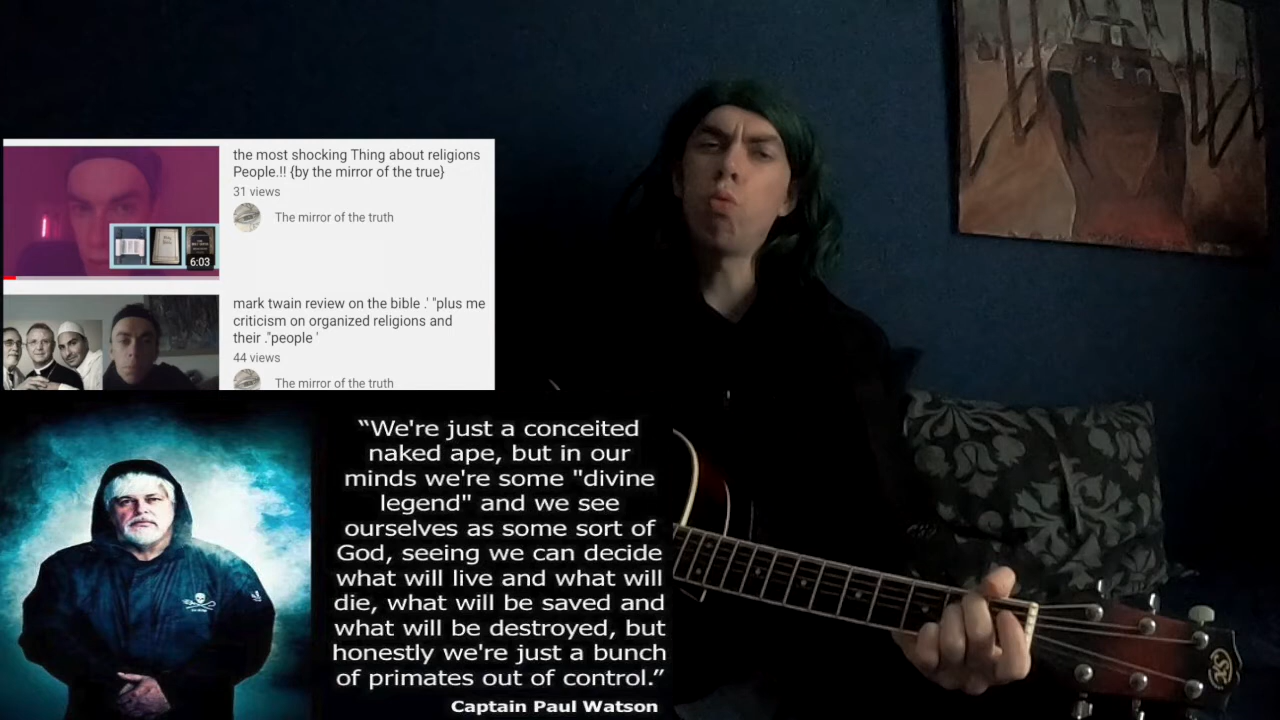 the most shocking Thing about religions
People.!! {by the mirror of the true}
31 views
The mirror of the truth
6:03
mark twain review on the bible .' "plus me
criticism on organized religions and
their ."people '
44 views
The mirror of the truth
“We're just a conceited
naked ape, but in our
minds we're some "divine
legend" and we see
ourselves as some sort of
God, seeing we can decide
what will live and what will
die, what will be saved and
what will be destroyed, but
honestly we're just a bunch
of primates out of control.”
Captain Paul Watson